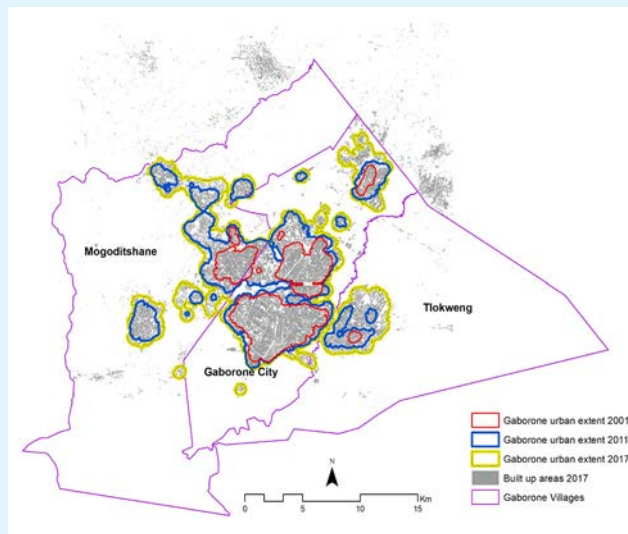 Mogoditshane
Tlokweng
Gaborone City
Gaborone urban extent 2001
Gaborone urban extent 2011
Gaborone urban extent 2017
Built up areas 2017
Gaborone Villages
N
Km
0 5 10 15